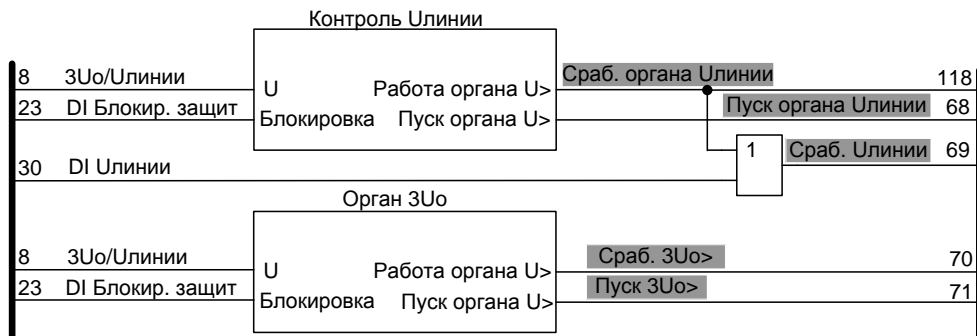 Контроль Uлинии
8 3Uo/Uлинии U Работа органа U> Сраб. органа Uлинии 118
23 DI Блокир. защит Блокировка Пуск органа U> Пуск органа Uлинии 68
1 Сраб. Uлинии 69
30 DI Uлинии
Орган 3Uo
8 3Uo/Uлинии U Работа органа U> Сраб. 3Uo> 70
23 DI Блокир. защит Блокировка Пуск органа U> Пуск 3Uo> 71